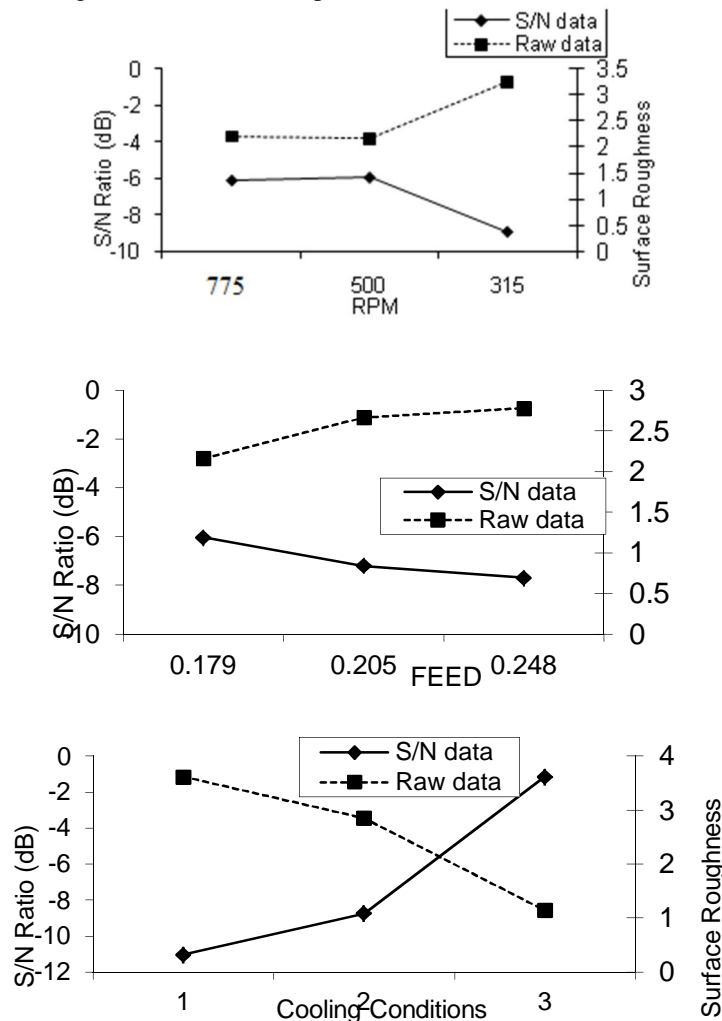 S/N data
Raw data
0
-2
-4
-6
-8
-10
S/N Ratio (dB)
3.5
3
2.5
2
1.5
1
0.5
0
Surface Roughness
775 500 315
RPM
0
-2
-4
-6
-8
-10
S/N Ratio (dB)
S/N data
Raw data
3
2.5
2
1.5
1
0.5
0
0.179 0.205 0.248
FEED
S/N data
Raw data
0
-2
-4
-6
-8
-10
-12
S/N Ratio (dB)
4
3
2
1
0
Surface Roughness
1 2 3
Cooling Conditions